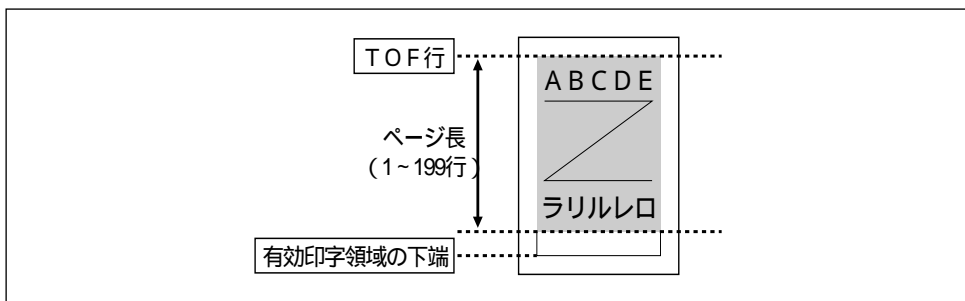 TOF行
ABCDE
ページ長
(1~199行)
ラリルレロ
有効印字領域の下端